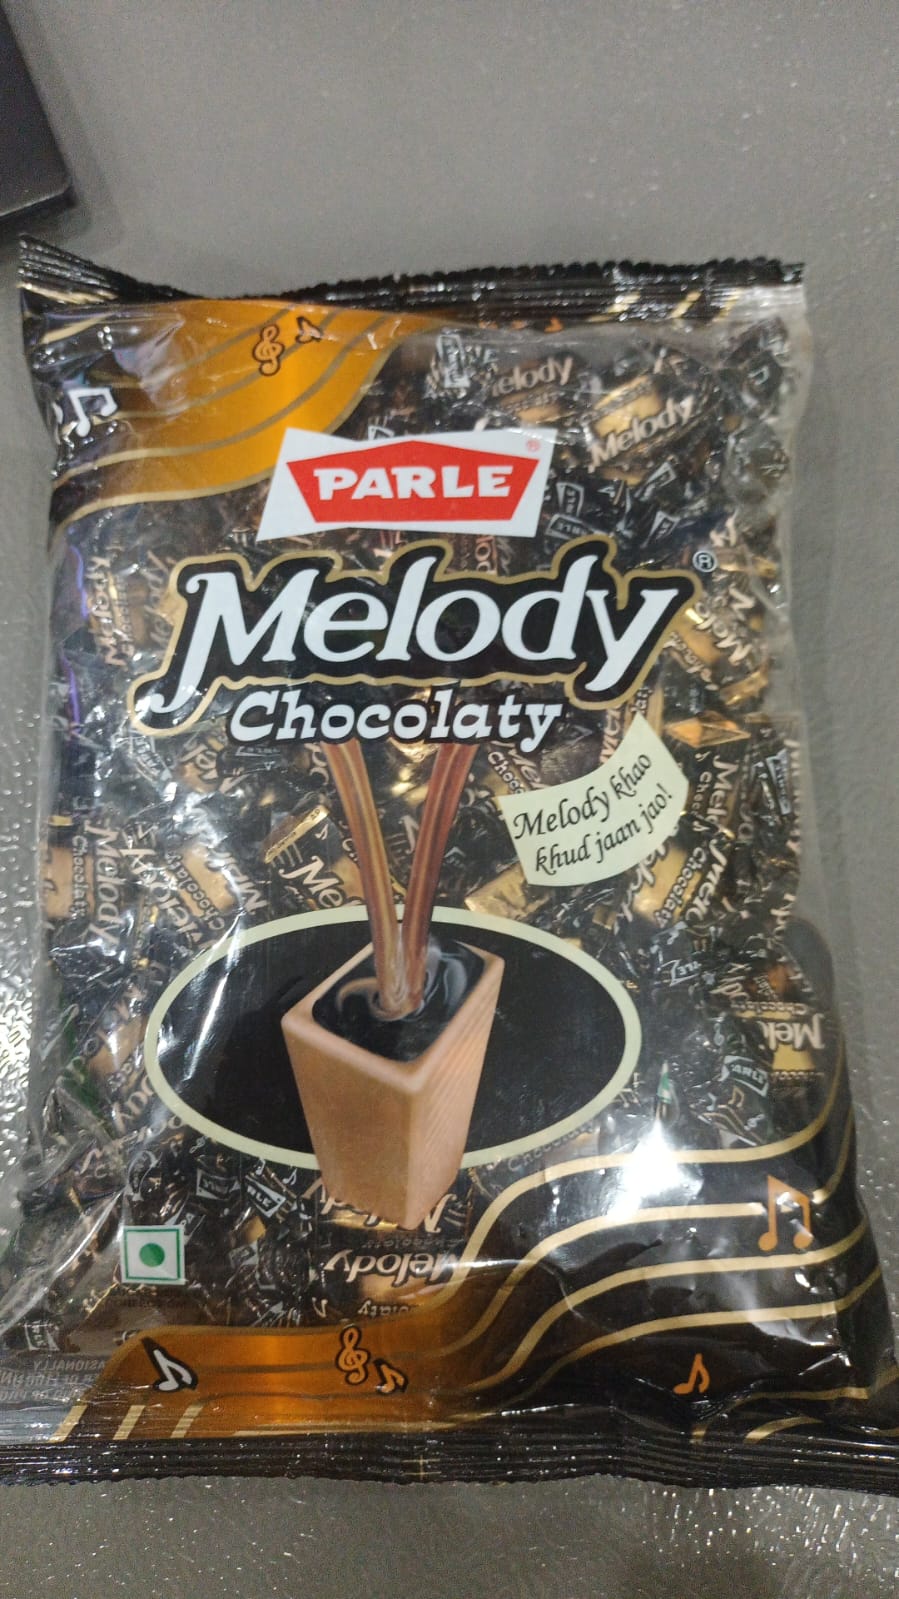 PARLE
Melody
Chocolaty
Melody khao
khud jaan jao!